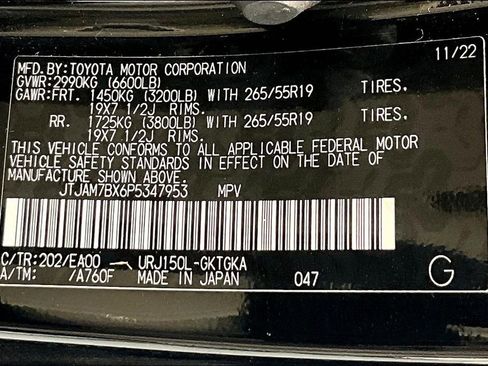 11/22
MFD.BY:TOYOTA MOTOR CORPORATION
GVWR:2990KG (6600LB)
GAWR:FRT. 1450KG (3200LB) WITH 265/55R19 TIRES.
19X7 1/2J RIMS.
RR. 1725KG (3800LB) WITH 265/55R19 TIRES.
19X7 1/2J RIMS.
THIS VEHICLE CONFORMS TO ALL APPLICABLE FEDERAL MOTOR
VEHICLE SAFETY STANDARDS IN EFFECT ON THE DATE OF
MANUFACTURE SHOWN ABOVE.
JTJAM7BX6P5347953 MPV
C/TR:202/EA00 URJ150L-GKTGKA
A/TM: /A760F MADE IN JAPAN 047 G